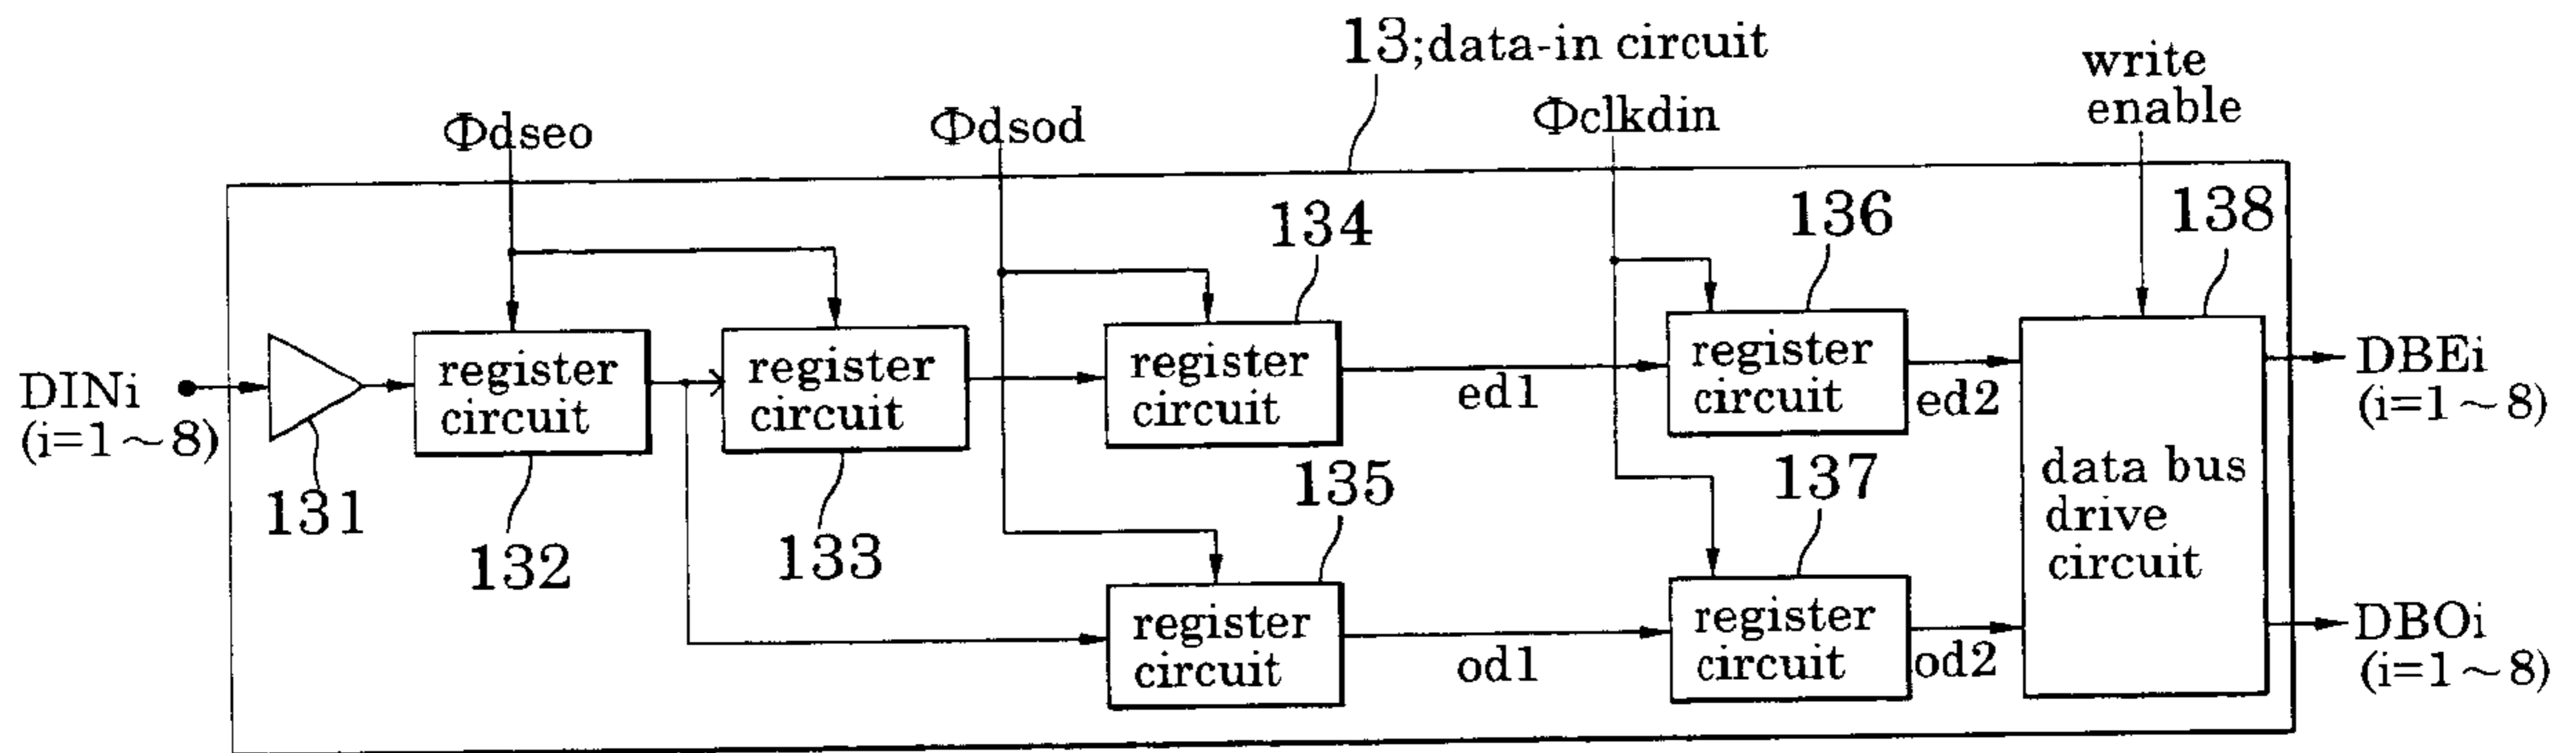 13;data-in circuit
write
enable
Φdseo
Φdsod
Φclkdin
134
136
138
register
circuit
register
circuit
register
circuit
register
circuit
DINi
(i=1~8)
ed1
ed2
DBEi
(i=1~8)
131
132
133
135
137
data bus
drive
circuit
register
circuit
register
circuit
od1
od2
DBOi
(i=1~8)